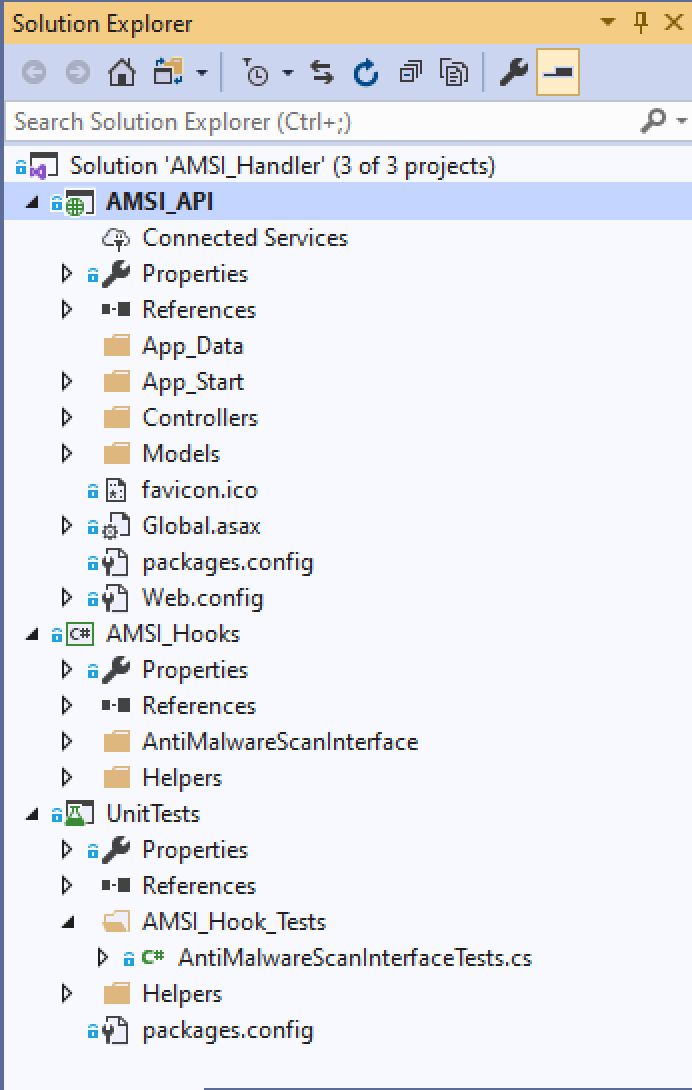 Solution Explorer
Search Solution Explorer (Ctrl+;)
Solution 'AMSI_Handler' (3 of 3 projects)
AMSI_API
Connected Services
Properties
References
App_Data
App_Start
Controllers
Models
favicon.ico
Global.asax
packages.config
Web.config
C# AMSI_Hooks
Properties
References
AntiMalwareScanInterface
Helpers
UnitTests
Properties
References
AMSI_Hook_Tests
C# AntiMalwareScanInterfaceTests.cs
Helpers
packages.config